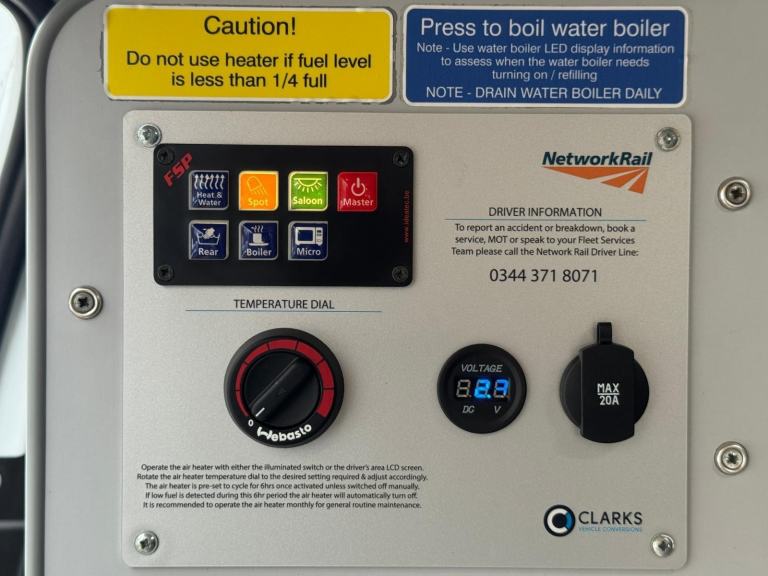 Caution!
Do not use heater if fuel level
is less than 1/4 full
Press to boil water boiler
Note - Use water boiler LED display information
to assess when the water boiler needs
turning on / refilling
NOTE - DRAIN WATER BOILER DAILY
FSP
Heat &
Water
Spot
Saloon
Master
Rear
Boiler
Micro
www.ideatec.be
NetworkRail
DRIVER INFORMATION
To report an accident or breakdown, book a
service, MOT or speak to your Fleet Services
Team please call the Network Rail Driver Line:
0344 371 8071
TEMPERATURE DIAL
0
Webasto
VOLTAGE
DC V
MAX
20A
Operate the air heater with either the illuminated switch or the driver's area LCD screen.
Rotate the air heater temperature dial to the desired setting required & adjust accordingly.
The air heater is pre-set to cycle for 6hrs once activated unless switched off manually.
If low fuel is detected during this 6hr period the air heater will automatically turn off.
It is recommended to operate the air heater monthly for general routine maintenance.
CLARKS
VEHICLE CONVERSIONS